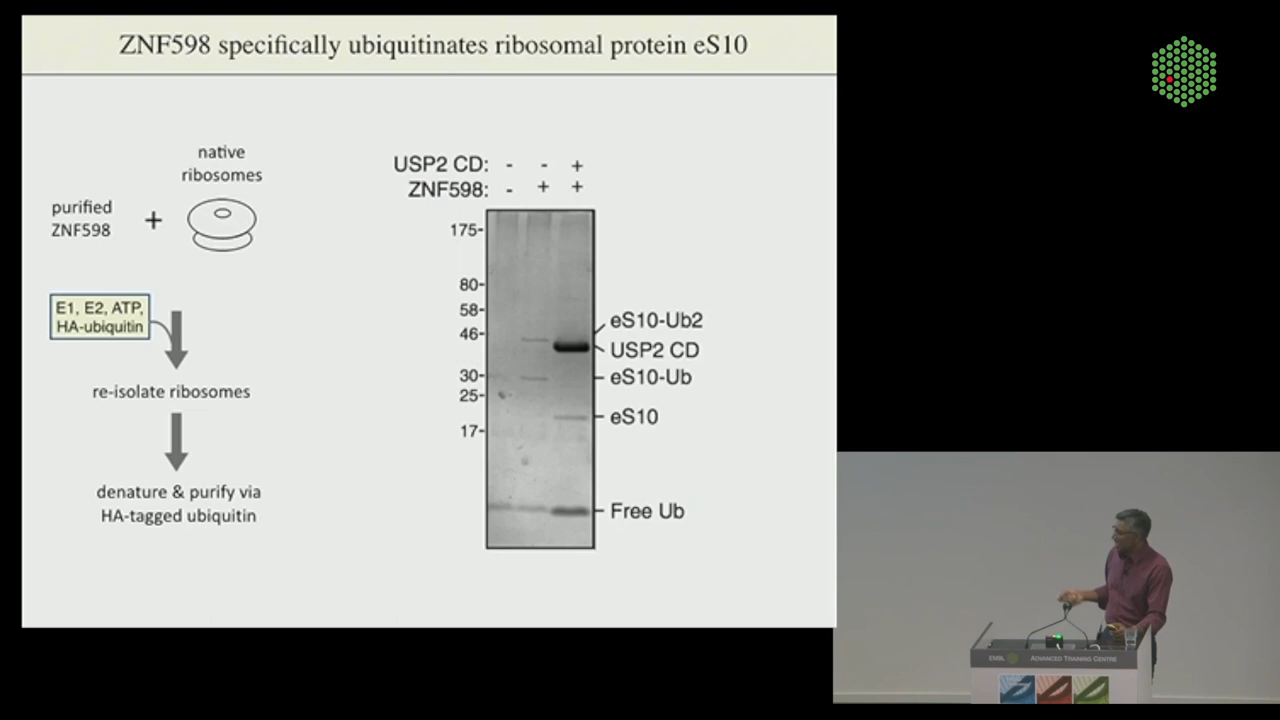 ZNF598 specifically ubiquitinates ribosomal protein eS10
native
ribosomes
purified
ZNF598
+
E1, E2, ATP,
HA-ubiquitin
re-isolate ribosomes
denature & purify via
HA-tagged ubiquitin
USP2 CD: - - +
ZNF598: - + +
175-
80-
58-
46-
30-
25-
17-
eS10-Ub2
USP2 CD
eS10-Ub
eS10
Free Ub
EMBL ADVANCED TRAINING CENTRE